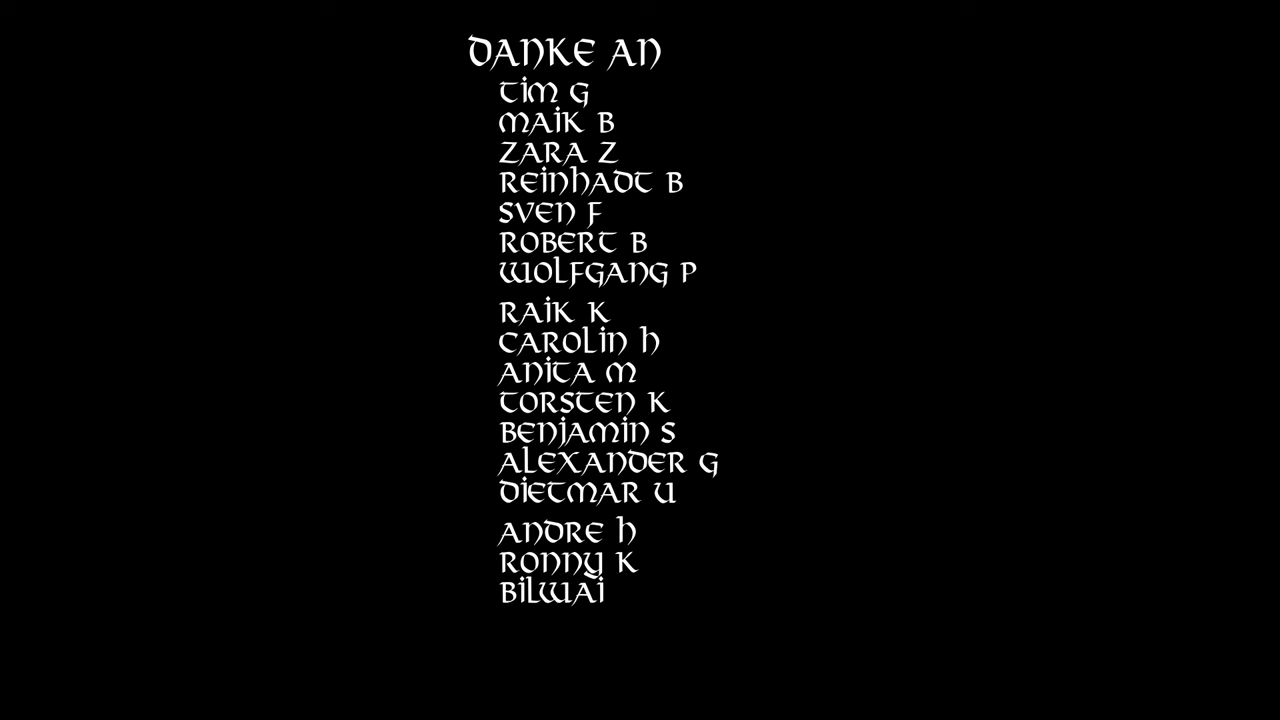 DANKE AN
TIM G
MAIK B
ZARA Z
REINHADT B
SVEN F
ROBERT B
WOLFGANG P
RAIK K
CAROLIN H
ANITA M
TORSTEN K
BENJAMIN S
ALEXANDER G
DIETMAR U
ANDRE H
RONNY K
BILWAI